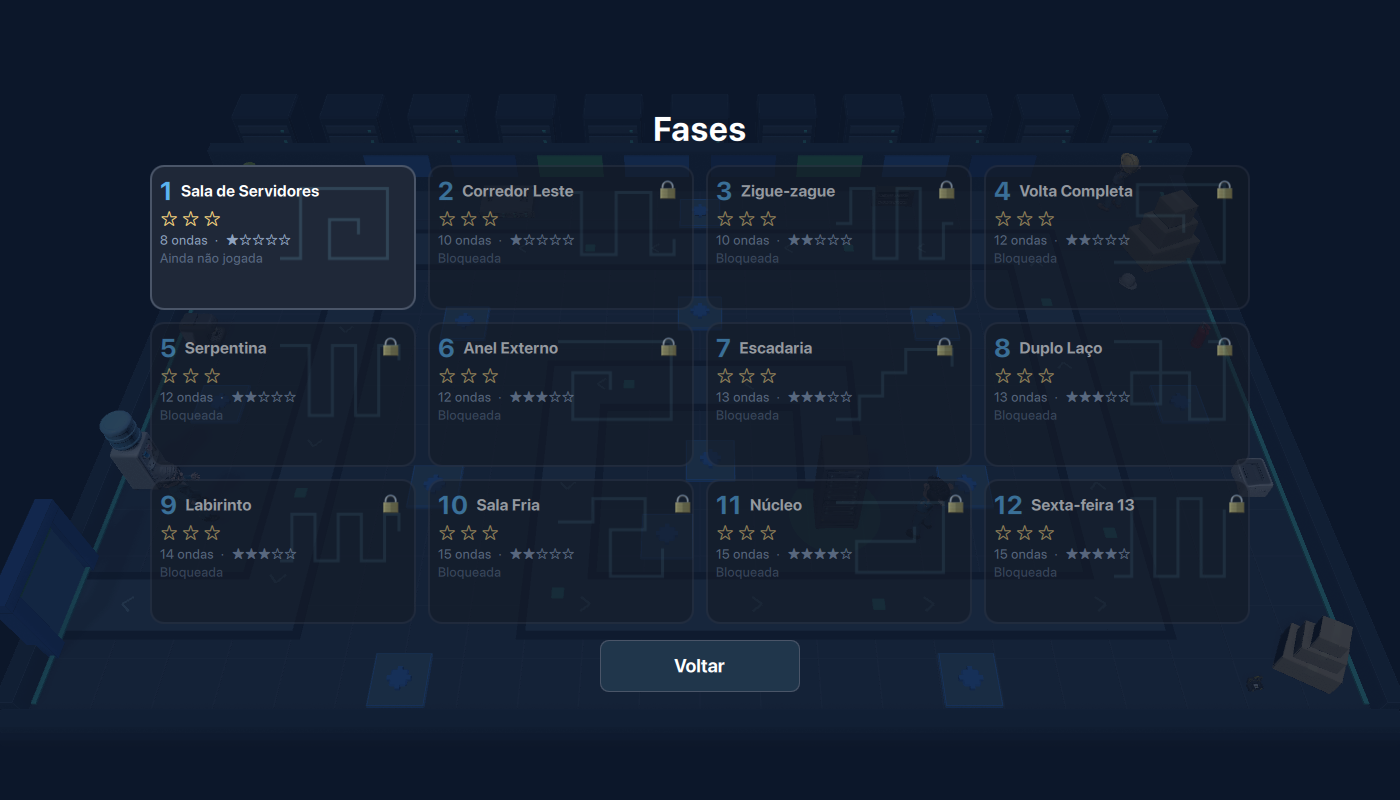 Fases
1 Sala de Servidores
☆☆☆
8 ondas · ★☆☆☆☆
Ainda não jogada
2 Corredor Leste
☆☆☆
10 ondas · ★☆☆☆☆
Bloqueada
3 Zigue-zague
☆☆☆
10 ondas · ★★☆☆☆
Bloqueada
4 Volta Completa
☆☆☆
12 ondas · ★★☆☆☆
Bloqueada
5 Serpentina
☆☆☆
12 ondas · ★★☆☆☆
Bloqueada
6 Anel Externo
☆☆☆
12 ondas · ★★★☆☆
Bloqueada
7 Escadaria
☆☆☆
13 ondas · ★★★☆☆
Bloqueada
8 Duplo Laço
☆☆☆
13 ondas · ★★★☆☆
Bloqueada
9 Labirinto
☆☆☆
14 ondas · ★★★☆☆
Bloqueada
10 Sala Fria
☆☆☆
15 ondas · ★★☆☆☆
Bloqueada
11 Núcleo
☆☆☆
15 ondas · ★★★★☆
Bloqueada
12 Sexta-feira 13
☆☆☆
15 ondas · ★★★★☆
Bloqueada
Voltar